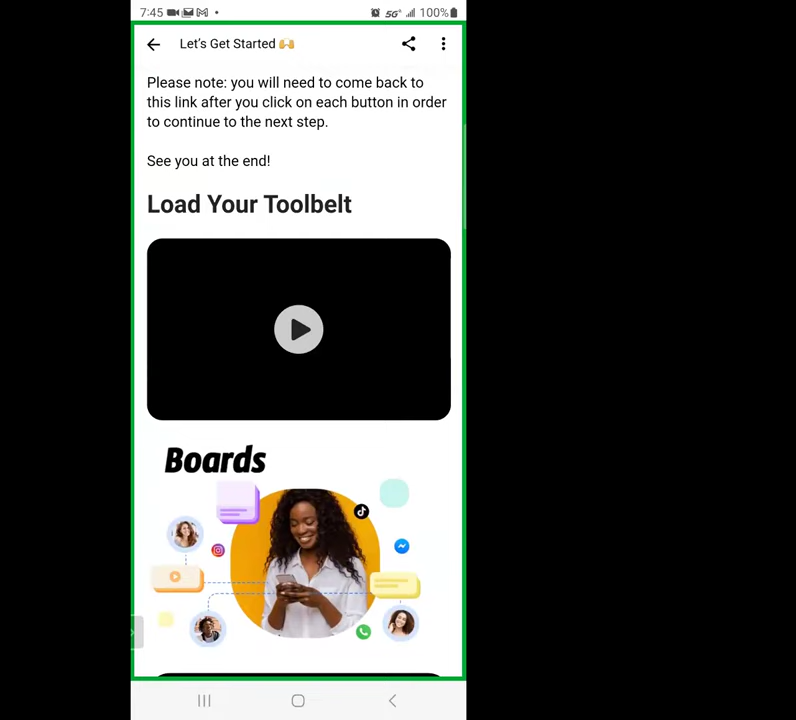 7:45
5G+
100%
Let's Get Started 🙌
Please note: you will need to come back to
this link after you click on each button in order
to continue to the next step.
See you at the end!
Load Your Toolbelt
Boards